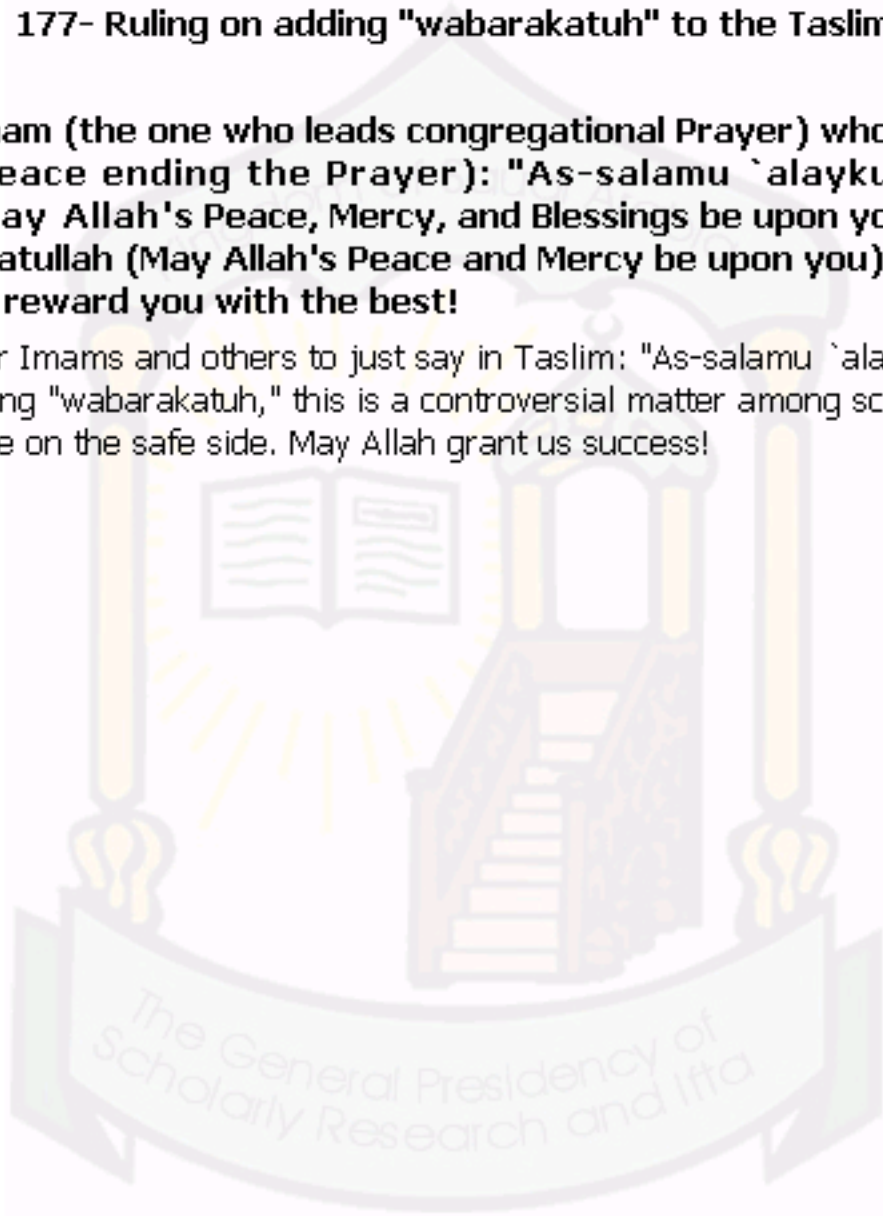 177- Ruling on adding "wabarakatuh" to the Taslim
am (the one who leads congregational Prayer) who
eace ending the Prayer): "As-salamu `alayku
ay Allah's Peace, Mercy, and Blessings be upon yo
atullah (May Allah's Peace and Mercy be upon you)
reward you with the best!
r Imams and others to just say in Taslim: "As-salamu `ala
ng "wabarakatuh," this is a controversial matter among sc
e on the safe side. May Allah grant us success!
Kingdom of Saudi Arabia
The General Presidency of
Scholarly Research and Ifta